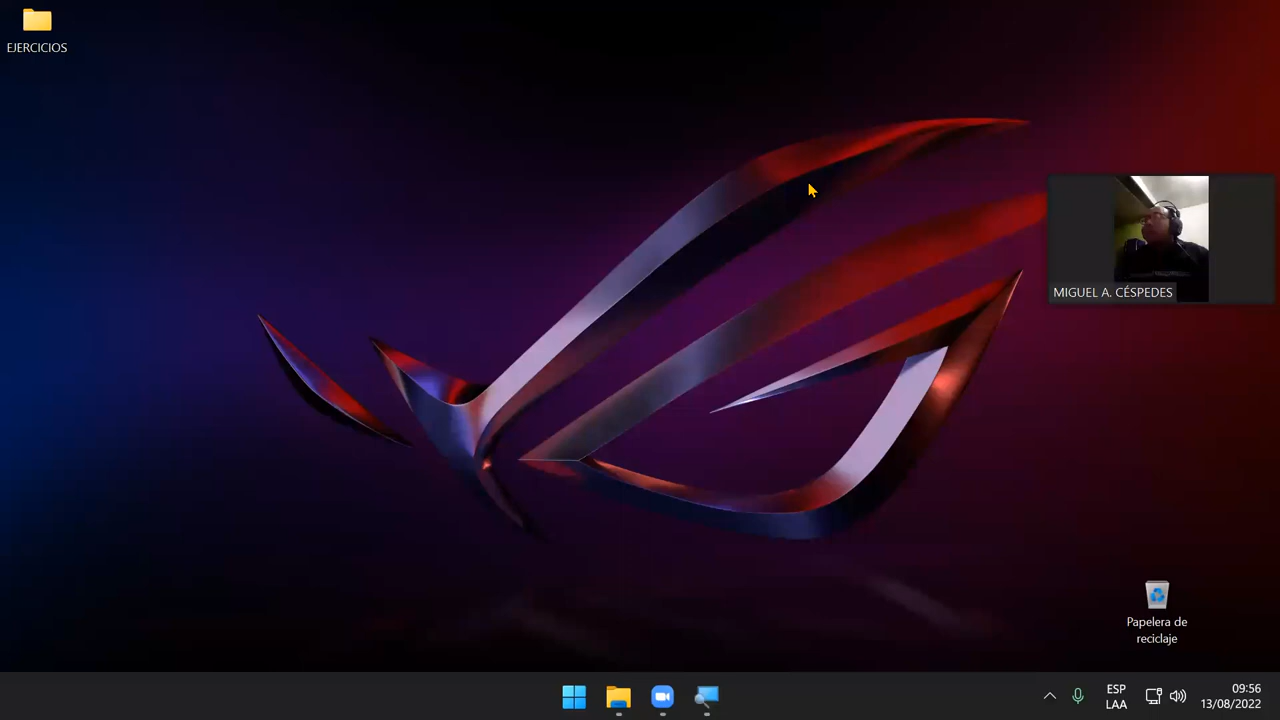 EJERCICIOS
MIGUEL A. CÉSPEDES
Papelera de
reciclaje
ESP
LAA
09:56
13/08/2022